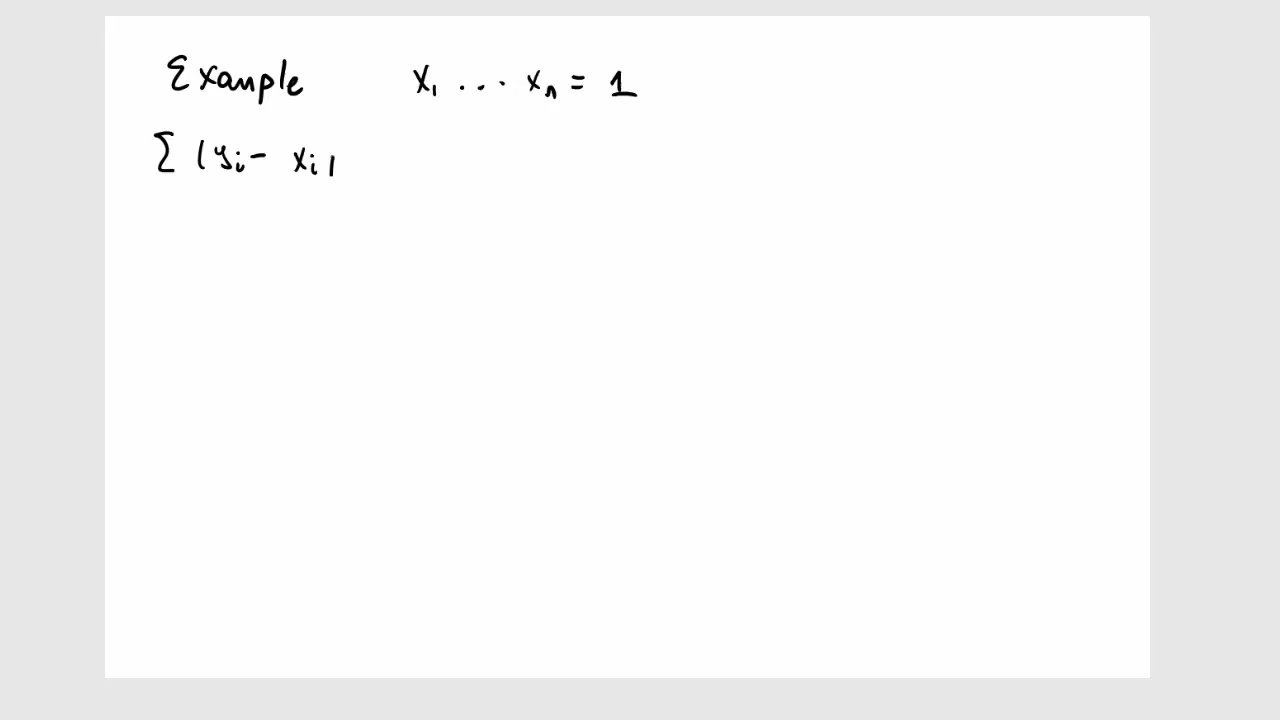 Example x₁ ... xₙ = 1
Σ |yᵢ - xᵢ|